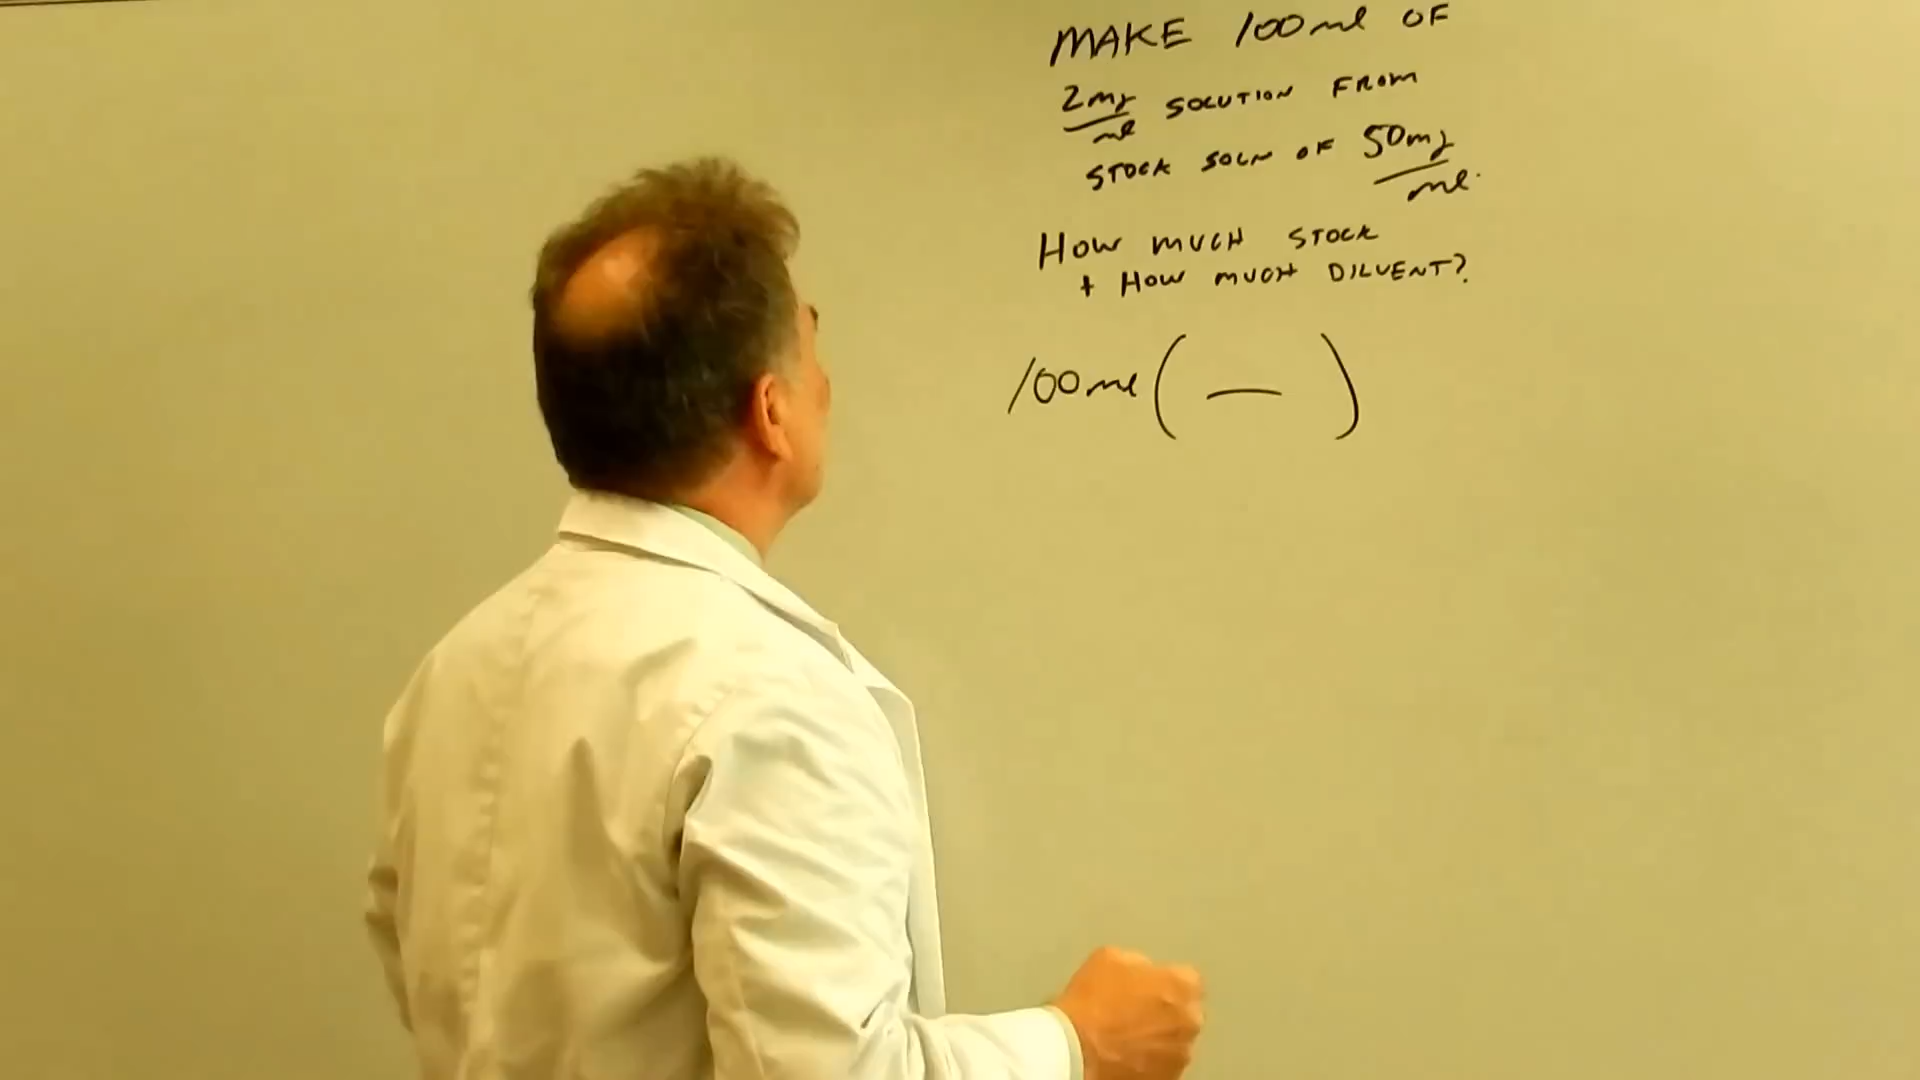 MAKE 100ml OF
2mg/ml SOLUTION FROM
STOCK SOLN OF 50mg/ml.
HOW MUCH STOCK
+ HOW MUCH DILUENT?
100ml ( — )